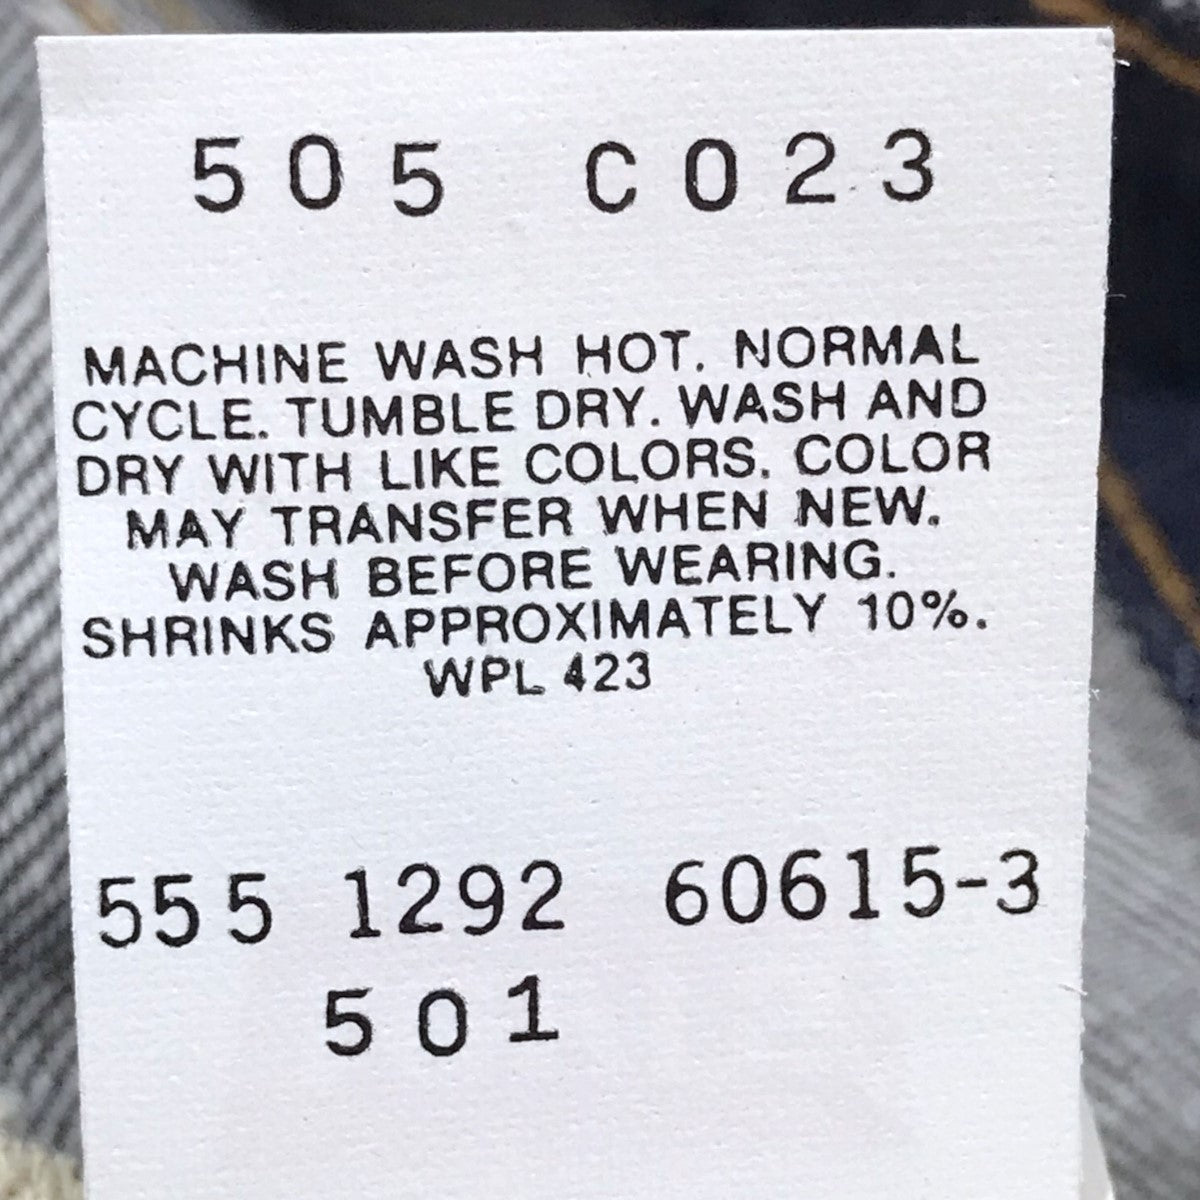 505 C023
MACHINE WASH HOT. NORMAL
CYCLE. TUMBLE DRY. WASH AND
DRY WITH LIKE COLORS. COLOR
MAY TRANSFER WHEN NEW.
WASH BEFORE WEARING.
SHRINKS APPROXIMATELY 10%.
WPL 423
555 1292 60615-3
501